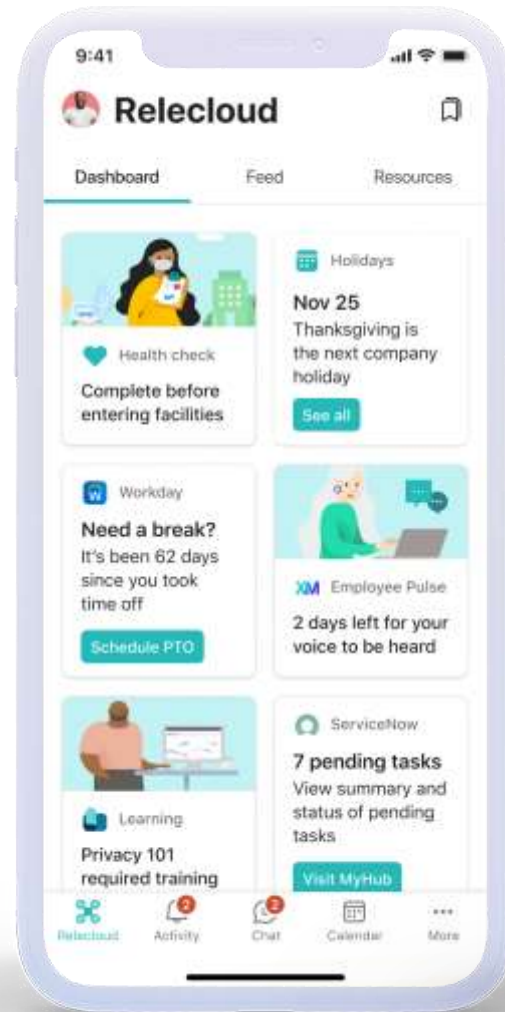 9:41
Relecloud
Dashboard Feed Resources
Health check
Complete before
entering facilities
Holidays
Nov 25
Thanksgiving is
the next company
holiday
See all
W Workday
Need a break?
It's been 62 days
since you took
time off
Schedule PTO
XM Employee Pulse
2 days left for your
voice to be heard
Learning
Privacy 101
required training
ServiceNow
7 pending tasks
View summary and
status of pending
tasks
Visit MyHub
2 2
Relecloud Activity Chat Calendar More